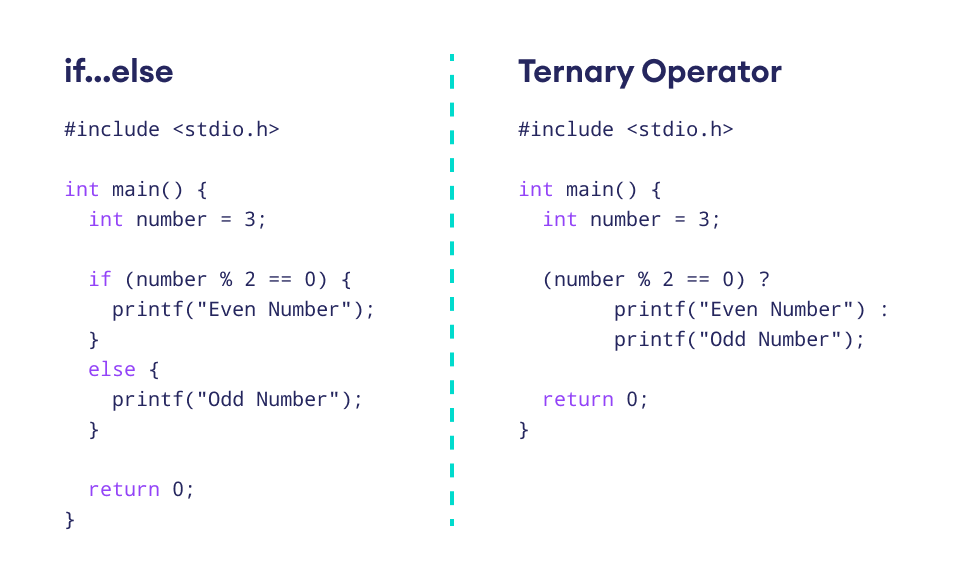 if...else
#include <stdio.h>
int main() {
int number = 3;
if (number % 2 == 0) {
printf("Even Number");
}
else {
printf("Odd Number");
}
return 0;
}
Ternary Operator
#include <stdio.h>
int main() {
int number = 3;
(number % 2 == 0) ?
printf("Even Number") :
printf("Odd Number");
return 0;
}